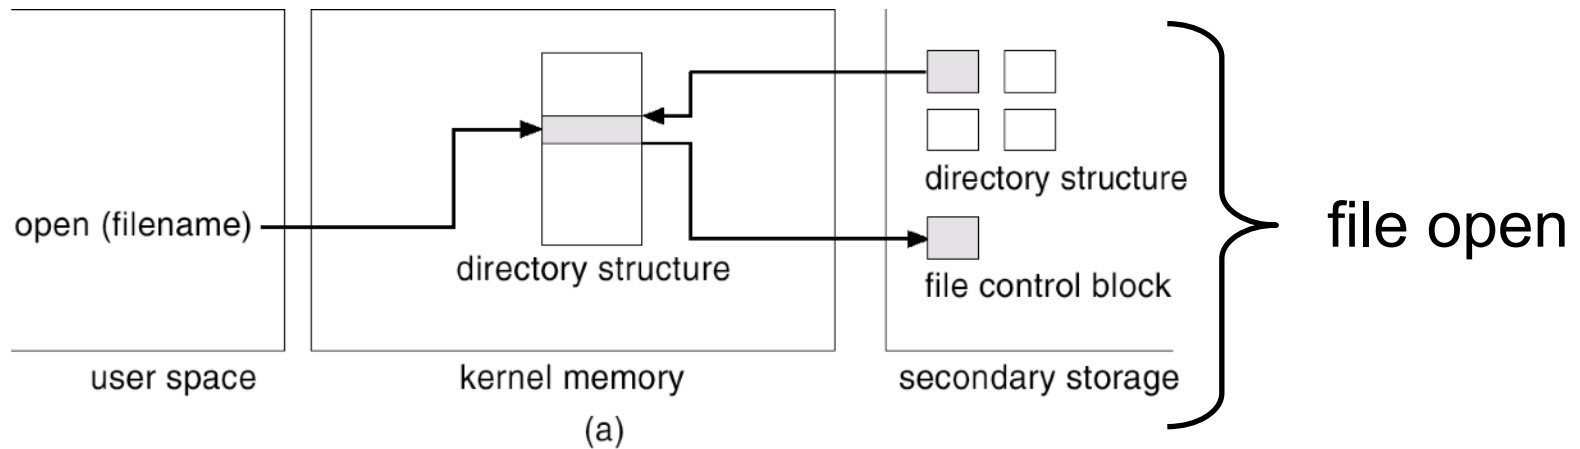 open (filename)
directory structure
directory structure
file control block
user space
kernel memory
secondary storage
(a)
file open